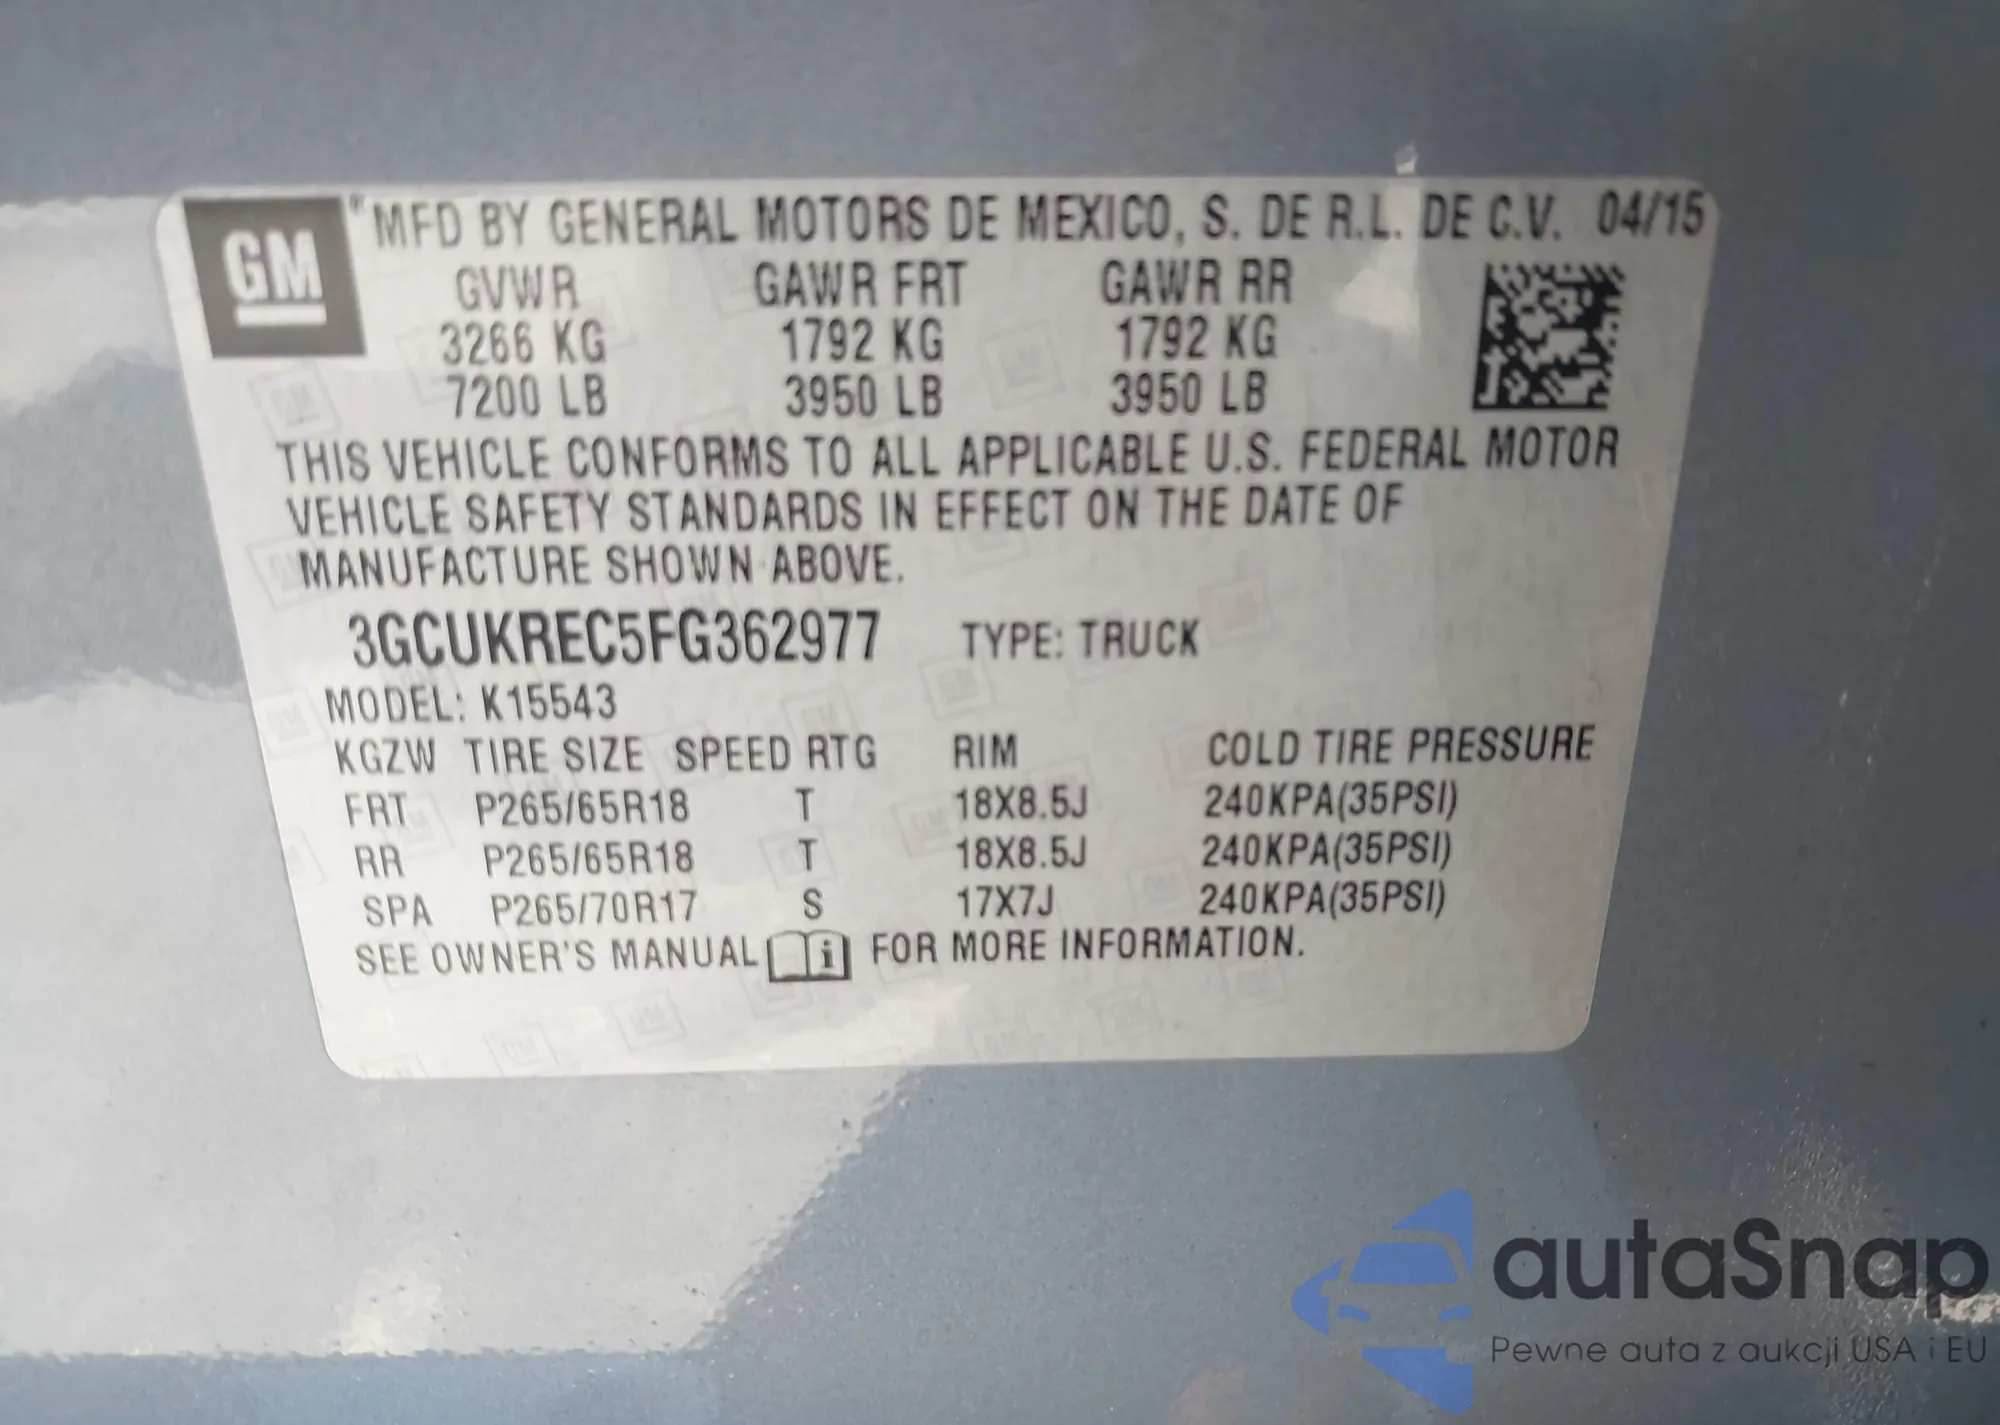 GM ® MFD BY GENERAL MOTORS DE MEXICO, S. DE R.L. DE C.V. 04/15
GVWR GAWR FRT GAWR RR
3266 KG 1792 KG 1792 KG
7200 LB 3950 LB 3950 LB
THIS VEHICLE CONFORMS TO ALL APPLICABLE U.S. FEDERAL MOTOR
VEHICLE SAFETY STANDARDS IN EFFECT ON THE DATE OF
MANUFACTURE SHOWN ABOVE.
3GCUKREC5FG362977 TYPE: TRUCK
MODEL: K15543
KGZW TIRE SIZE SPEED RTG RIM COLD TIRE PRESSURE
FRT P265/65R18 T 18X8.5J 240KPA(35PSI)
RR P265/65R18 T 18X8.5J 240KPA(35PSI)
SPA P265/70R17 S 17X7J 240KPA(35PSI)
SEE OWNER'S MANUAL i FOR MORE INFORMATION.
autaSnap
Pewne auta z aukcji USA i EU